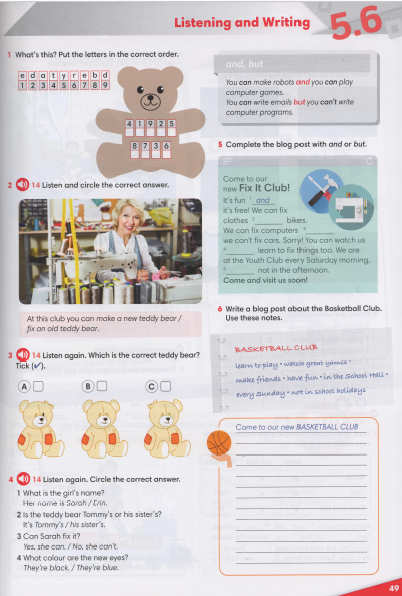 Listening and Writing 5.6
1 What's this? Put the letters in the correct order.
e d a t y r e b d
1 2 3 4 5 6 7 8 9
4 1 9 2 5
8 7 3 6
2 14 Listen and circle the correct answer.
At this club you can make a new teddy bear /
fix an old teddy bear.
3 14 Listen again. Which is the correct teddy bear?
Tick (✔).
A B C
4 14 Listen again. Circle the correct answer.
1 What is the girl's name?
Her name is Sarah / Erin.
2 Is the teddy bear Tommy's or his sister's?
It's Tommy's / his sister's.
3 Can Sarah fix it?
Yes, she can. / No, she can't.
4 What colour are the new eyes?
They're black. / They're blue.
and, but
You can make robots and you can play
computer games.
You can write emails but you can't write
computer programs.
5 Complete the blog post with and or but.
Come to our
new Fix It Club!
It's fun 1 and
it's free! We can fix
clothes 2 ______ bikes.
We can fix computers 3 ______
we can't fix cars. Sorry! You can watch us
4 ______ learn to fix things too. We are
at the Youth Club every Saturday morning.
5 ______ not in the afternoon.
Come and visit us soon!
6 Write a blog post about the Basketball Club.
Use these notes.
BASKETBALL CLUB
learn to play • watch great games •
make friends • have fun • in the School Hall •
every Sunday • not in school holidays
Come to our new BASKETBALL CLUB
49